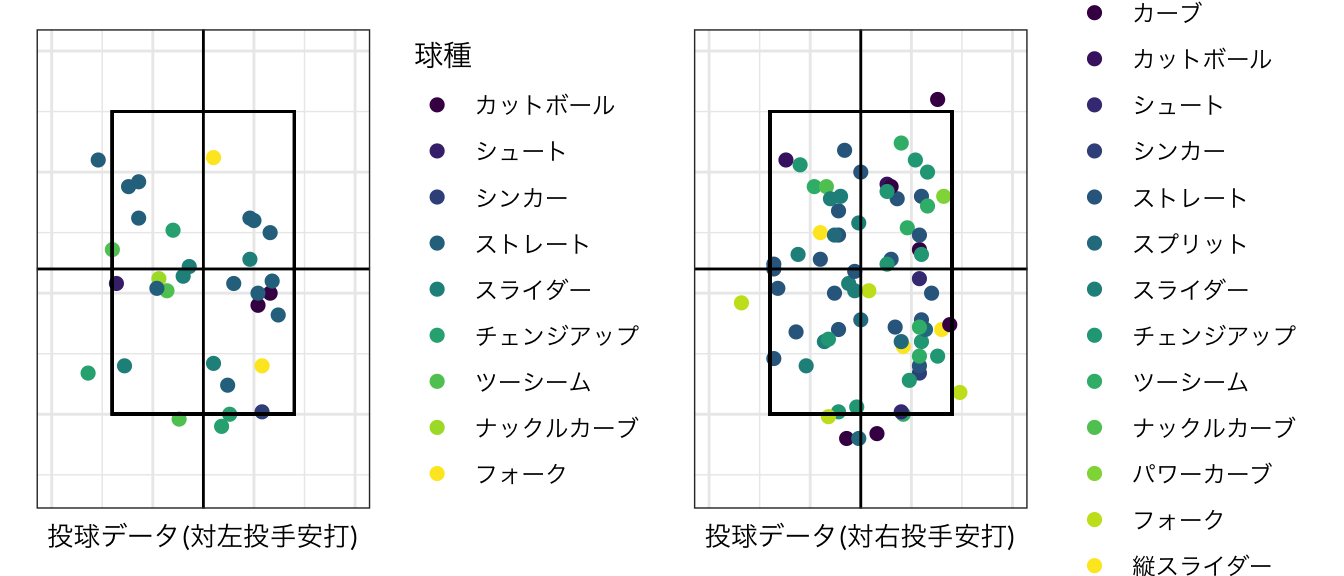 球種
カットボール
シュート
シンカー
ストレート
スライダー
チェンジアップ
ツーシーム
ナックルカーブ
フォーク
投球データ(対左投手安打)
カーブ
カットボール
シュート
シンカー
ストレート
スプリット
スライダー
チェンジアップ
ツーシーム
ナックルカーブ
パワーカーブ
フォーク
縦スライダー
投球データ(対右投手安打)